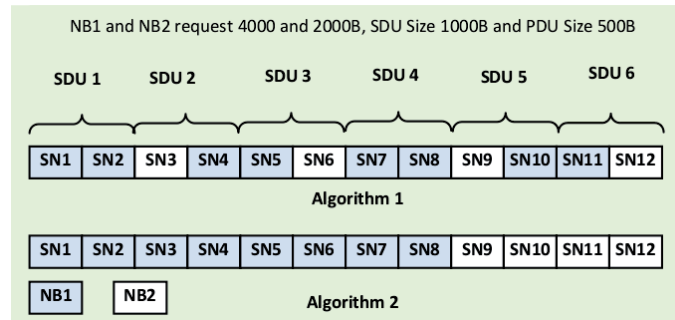 NB1 and NB2 request 4000 and 2000B, SDU Size 1000B and PDU Size 500B
SDU 1 SDU 2 SDU 3 SDU 4 SDU 5 SDU 6
SN1 SN2 SN3 SN4 SN5 SN6 SN7 SN8 SN9 SN10 SN11 SN12
Algorithm 1
SN1 SN2 SN3 SN4 SN5 SN6 SN7 SN8 SN9 SN10 SN11 SN12
NB1 NB2 Algorithm 2